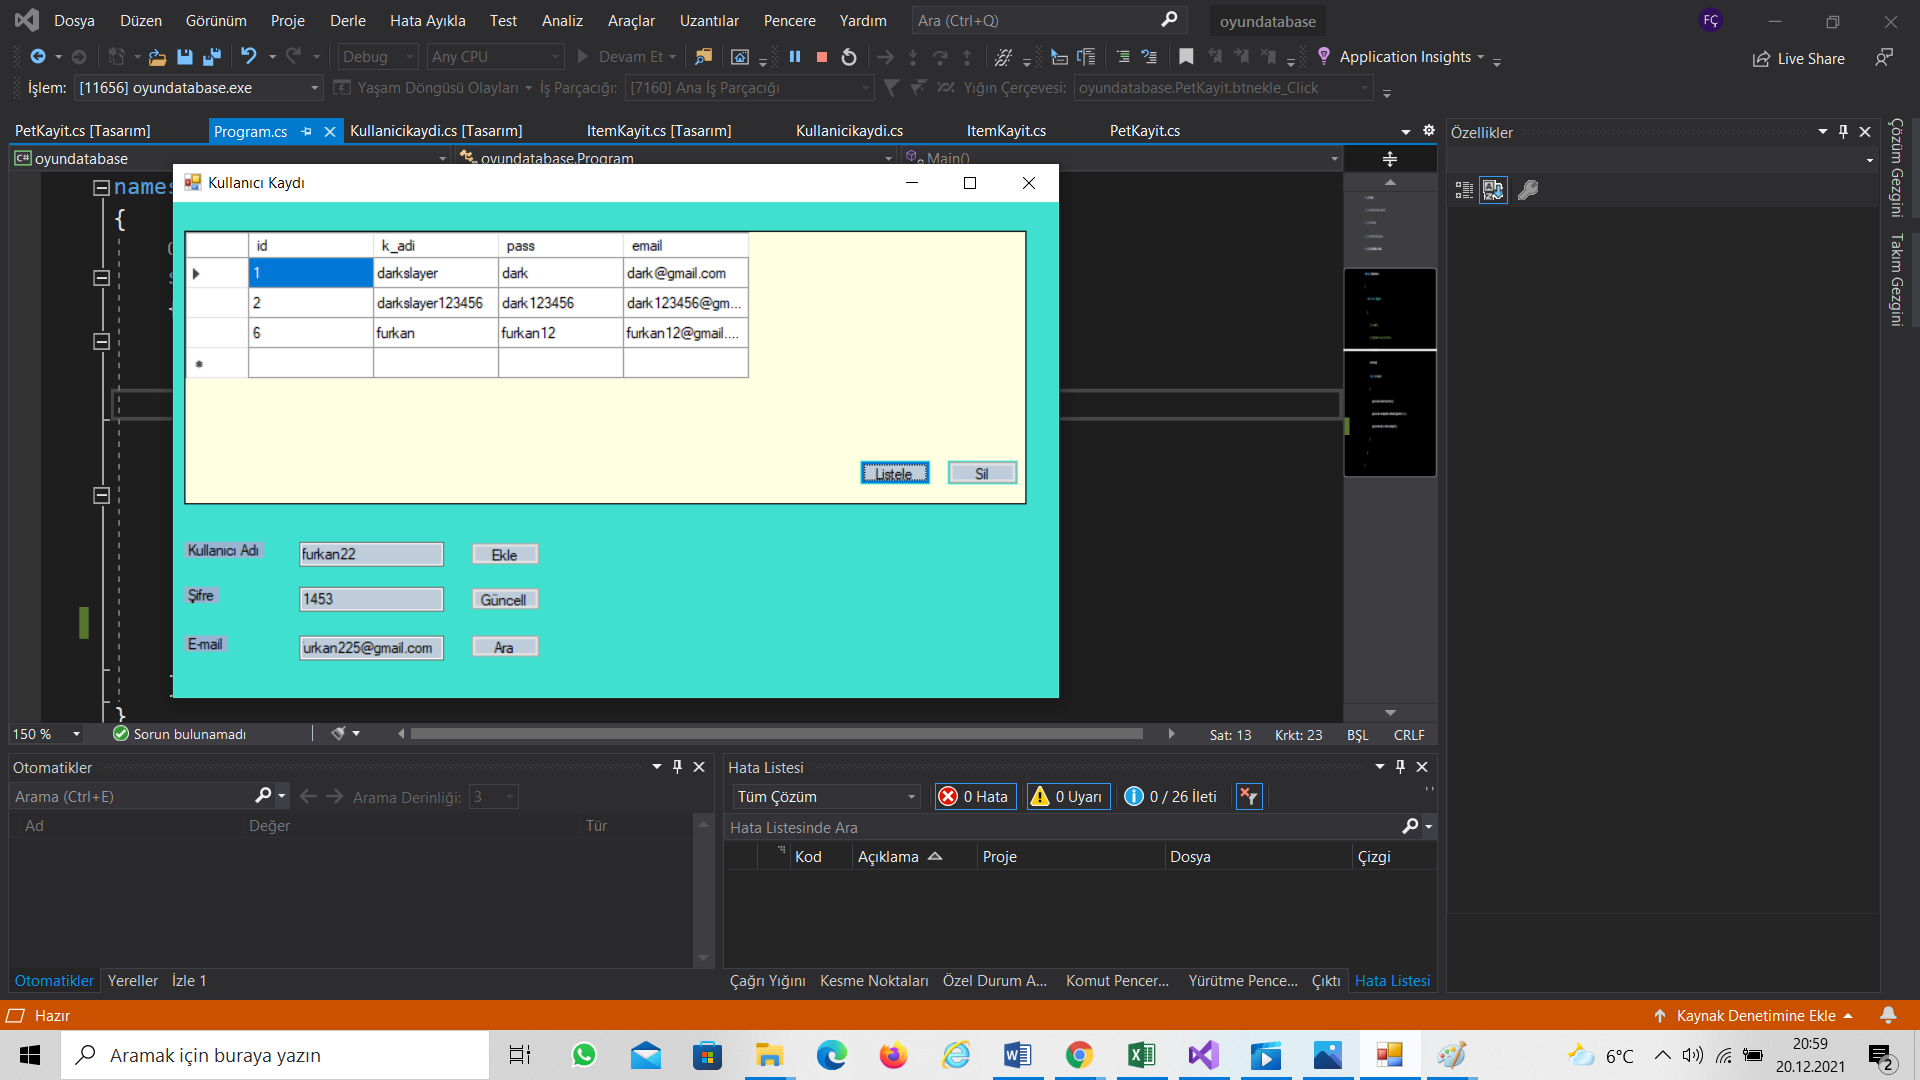 Dosya Düzen Görünüm Proje Derle Hata Ayıkla Test Analiz Araçlar Uzantılar Pencere Yardım Ara (Ctrl+Q) oyundatabase FÇ
Debug Any CPU Devam Et Application Insights Live Share
İşlem: [11656] oyundatabase.exe Yaşam Döngüsü Olayları İş Parçacığı: [7160] Ana İş Parçacığı Yığın Çerçevesi: oyundatabase.PetKayit.btnekle_Click
PetKayit.cs [Tasarım] Program.cs Kullanicikaydi.cs [Tasarım] ItemKayit.cs [Tasarım] Kullanicikaydi.cs ItemKayit.cs PetKayit.cs
C# oyundatabase oyundatabase.Program Main()
names
{
}
Kullanıcı Kaydı
id k_adi pass email
1 darkslayer dark dark@gmail.com
2 darkslayer123456 dark123456 dark123456@gm...
6 furkan furkan12 furkan12@gmail....
Listele Sil
Kullanıcı Adı furkan22 Ekle
Şifre 1453 Güncell
E-mail urkan225@gmail.com Ara
150 % Sorun bulunamadı Sat: 13 Krkt: 23 BŞL CRLF
Özellikler
Çözüm Gezgini
Takım Gezgini
Otomatikler
Arama (Ctrl+E) Arama Derinliği: 3
Ad Değer Tür
Otomatikler Yereller İzle 1
Hata Listesi
Tüm Çözüm 0 Hata 0 Uyarı 0 / 26 İleti
Hata Listesinde Ara
Kod Açıklama Proje Dosya Çizgi
Çağrı Yığını Kesme Noktaları Özel Durum A... Komut Pencer... Yürütme Pence... Çıktı Hata Listesi
Hazır Kaynak Denetimine Ekle
Aramak için buraya yazın 6°C 20:59
20.12.2021 2